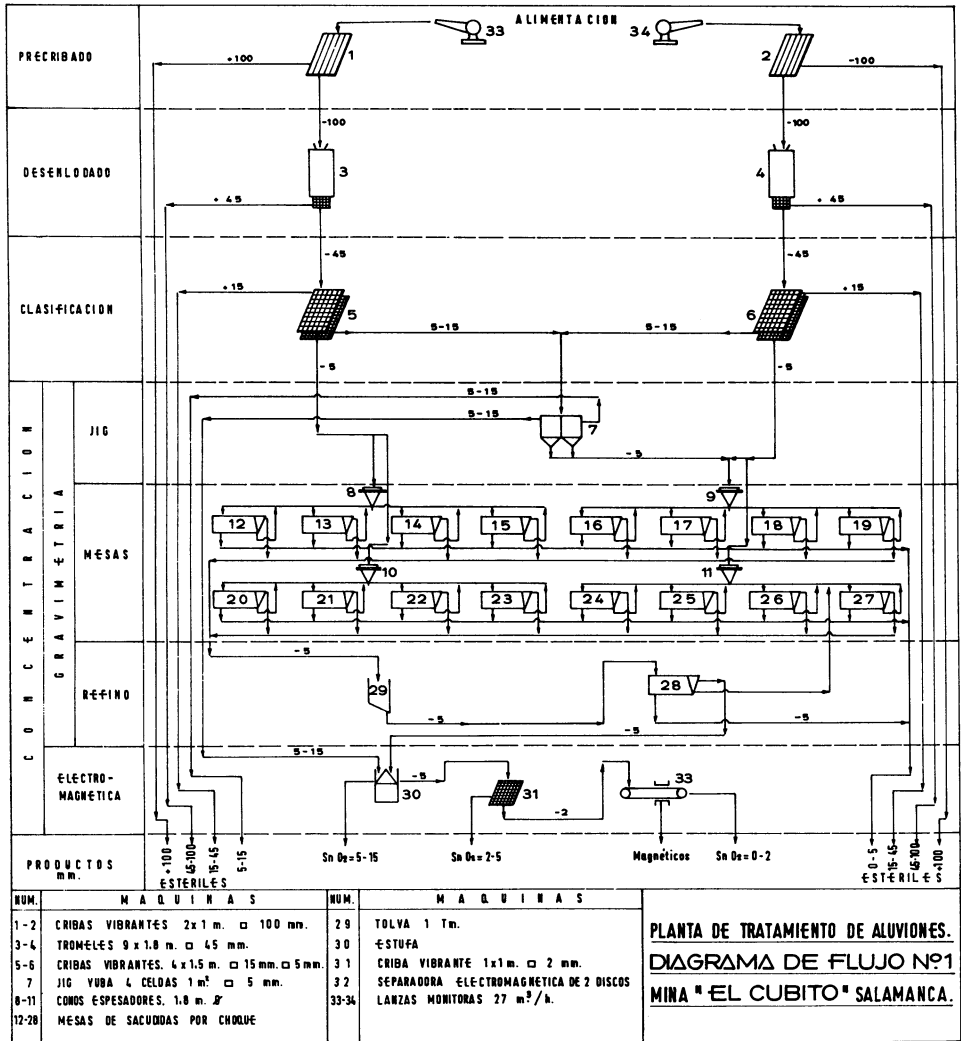 ALIMENTACION
33
34
PRECRIBADO
+100
1
2
-100
-100
-100
DESENLODADO
3
4
+ 45
+ 45
-45
-45
CLASIFICACION
+15
+15
5
6
5-15
5-15
-5
-5
CONCENTRACION
GRAVIMETRIA
JIG
5-15
5-15
7
-5
MESAS
8
9
12
13
14
15
16
17
18
19
10
11
20
21
22
23
24
25
26
27
REFINO
-5
29
28
-5
-5
-5
ELECTRO-
MAGNETICA
5-15
30
-5
31
-2
33
PRODUCTOS
mm.
+100
45-100
15-45
5-15
ESTERILES
Sn O₂=5-15
Sn O₂=2-5
Magnéticos
Sn O₂=0-2
0-5
15-45
45-100
+100
ESTERILES
NUM. MAQUINAS
1-2 CRIBAS VIBRANTES 2x1 m. □ 100 mm.
3-4 TROMELES 9x1.8 m. □ 45 mm.
5-6 CRIBAS VIBRANTES. 4x1.5m. □ 15mm. □ 5mm.
7 JIG YUBA 4 CELDAS 1 m². □ 5 mm.
8-11 CONOS ESPESADORES. 1.8 m. Ø
12-28 MESAS DE SACUDIDAS POR CHOQUE
NUM. MAQUINAS
29 TOLVA 1 Tm.
30 ESTUFA
31 CRIBA VIBRANTE 1x1m. □ 2 mm.
32 SEPARADORA ELECTROMAGNETICA DE 2 DISCOS
33-34 LANZAS MONITORAS 27 m³/h.
PLANTA DE TRATAMIENTO DE ALUVIONES.
DIAGRAMA DE FLUJO Nº1
MINA "EL CUBITO" SALAMANCA.